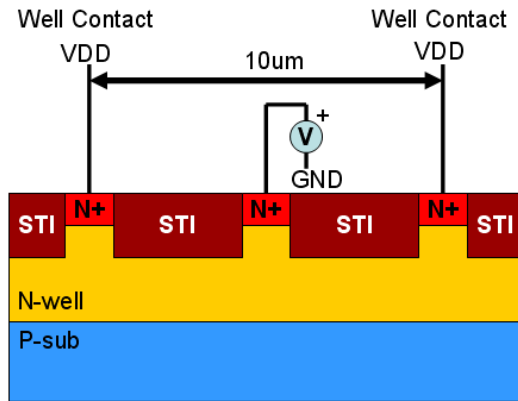 Well Contact
Well Contact
VDD
VDD
10um
+
V
GND
STI
N+
STI
N+
STI
N+
STI
N-well
P-sub